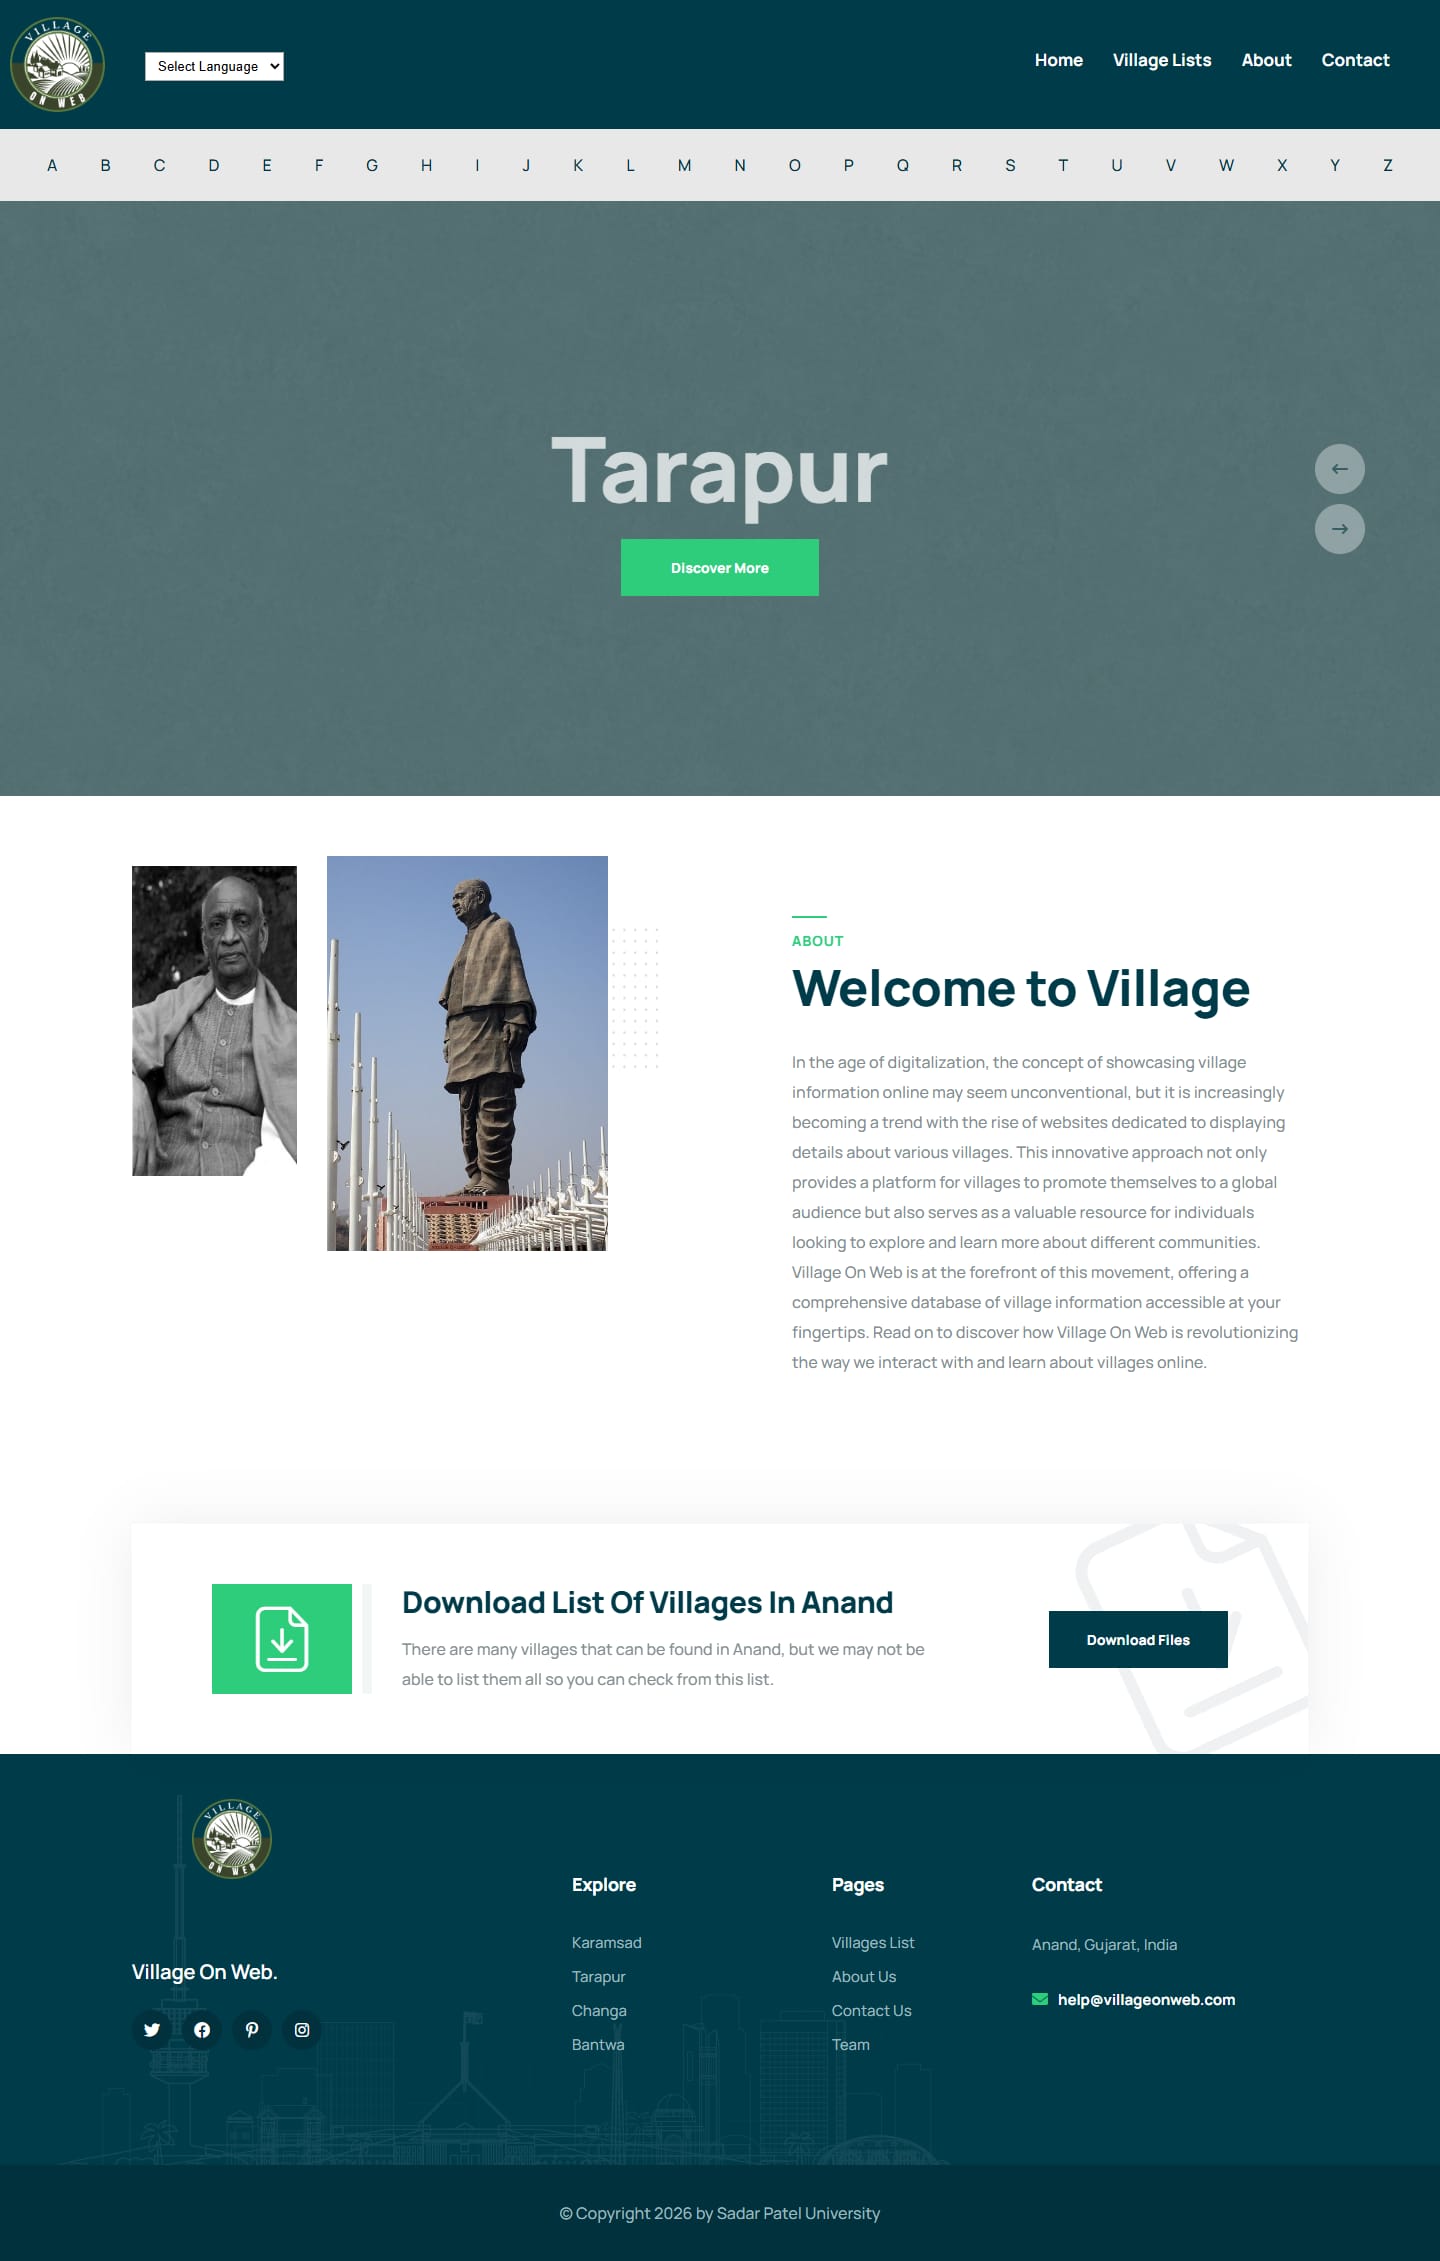 VILLAGE
ON WEB
Select Language
Home Village Lists About Contact
A B C D E F G H I J K L M N O P Q R S T U V W X Y Z
Tarapur
Discover More
ABOUT
Welcome to Village
In the age of digitalization, the concept of showcasing village
information online may seem unconventional, but it is increasingly
becoming a trend with the rise of websites dedicated to displaying
details about various villages. This innovative approach not only
provides a platform for villages to promote themselves to a global
audience but also serves as a valuable resource for individuals
looking to explore and learn more about different communities.
Village On Web is at the forefront of this movement, offering a
comprehensive database of village information accessible at your
fingertips. Read on to discover how Village On Web is revolutionizing
the way we interact with and learn about villages online.
Download List Of Villages In Anand
There are many villages that can be found in Anand, but we may not be
able to list them all so you can check from this list.
Download Files
VILLAGE
ON WEB
Village On Web.
Explore
Karamsad
Tarapur
Changa
Bantwa
Pages
Villages List
About Us
Contact Us
Team
Contact
Anand, Gujarat, India
help@villageonweb.com
© Copyright 2026 by Sadar Patel University